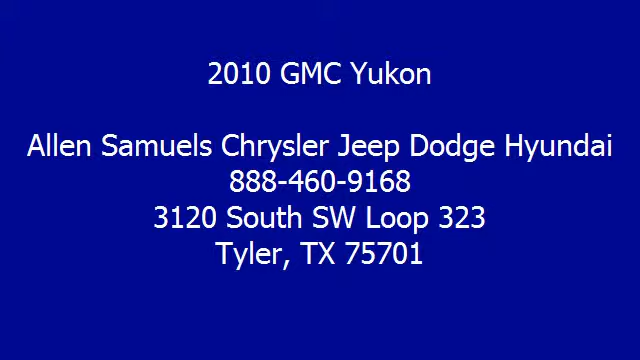 2010 GMC Yukon
Allen Samuels Chrysler Jeep Dodge Hyundai
888-460-9168
3120 South SW Loop 323
Tyler, TX 75701